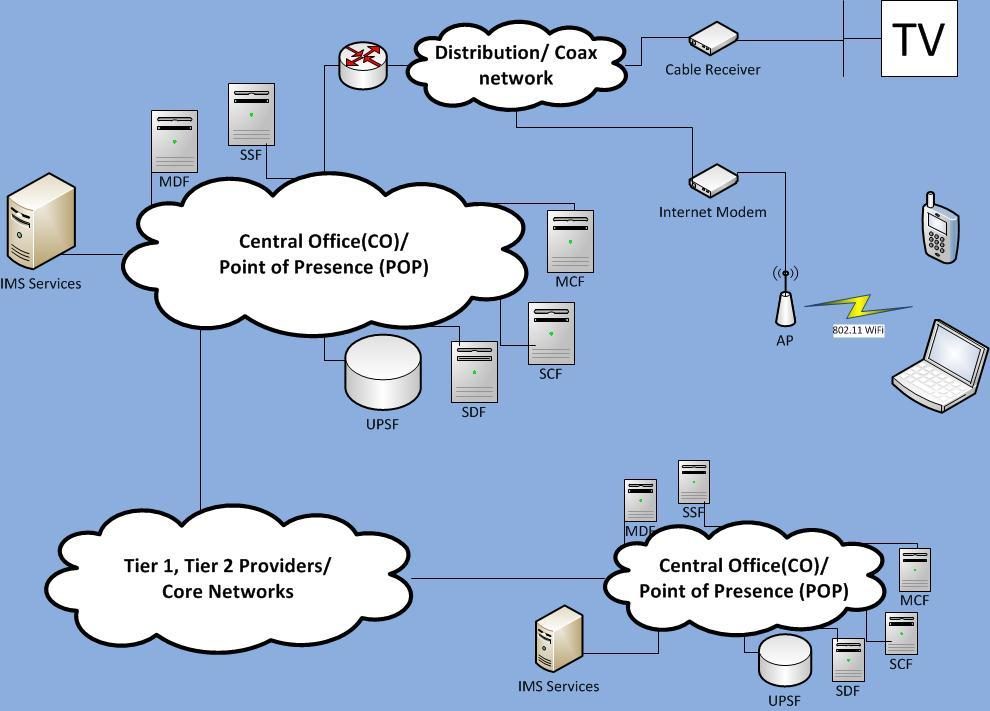 TV
Distribution/ Coax
network
Cable Receiver
SSF
MDF
Internet Modem
Central Office(CO)/
Point of Presence (POP)
IMS Services
MCF
AP
802.11 WiFi
SCF
SDF
UPSF
Tier 1, Tier 2 Providers/
Core Networks
SSF
MDF
Central Office(CO)/
Point of Presence (POP)
MCF
SCF
IMS Services
SDF
UPSF